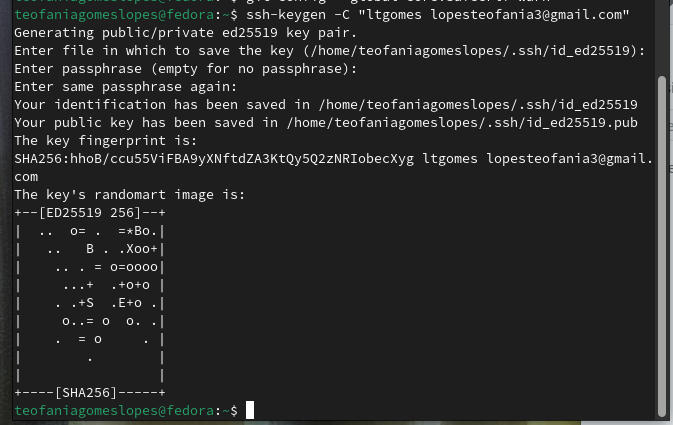 teofaniagomeslopes@fedora:~$ ssh-keygen -C "ltgomes lopesteofania3@gmail.com"
Generating public/private ed25519 key pair.
Enter file in which to save the key (/home/teofaniagomeslopes/.ssh/id_ed25519):
Enter passphrase (empty for no passphrase):
Enter same passphrase again:
Your identification has been saved in /home/teofaniagomeslopes/.ssh/id_ed25519
Your public key has been saved in /home/teofaniagomeslopes/.ssh/id_ed25519.pub
The key fingerprint is:
SHA256:hhoB/ccu55ViFBA9yXNftdZA3KtQy5Q2zNRIobecXyg ltgomes lopesteofania3@gmail.
com
The key's randomart image is:
+--[ED25519 256]--+
|  ..  o= .  =*Bo.|
|   ..   B . .Xoo+|
|    .. . = o=oooo|
|     ...+  .+o+o |
|    . .+S  .E+o .|
|     o..= o  o. .|
|    .  = o     . |
|        .        |
|                 |
+----[SHA256]-----+
teofaniagomeslopes@fedora:~$